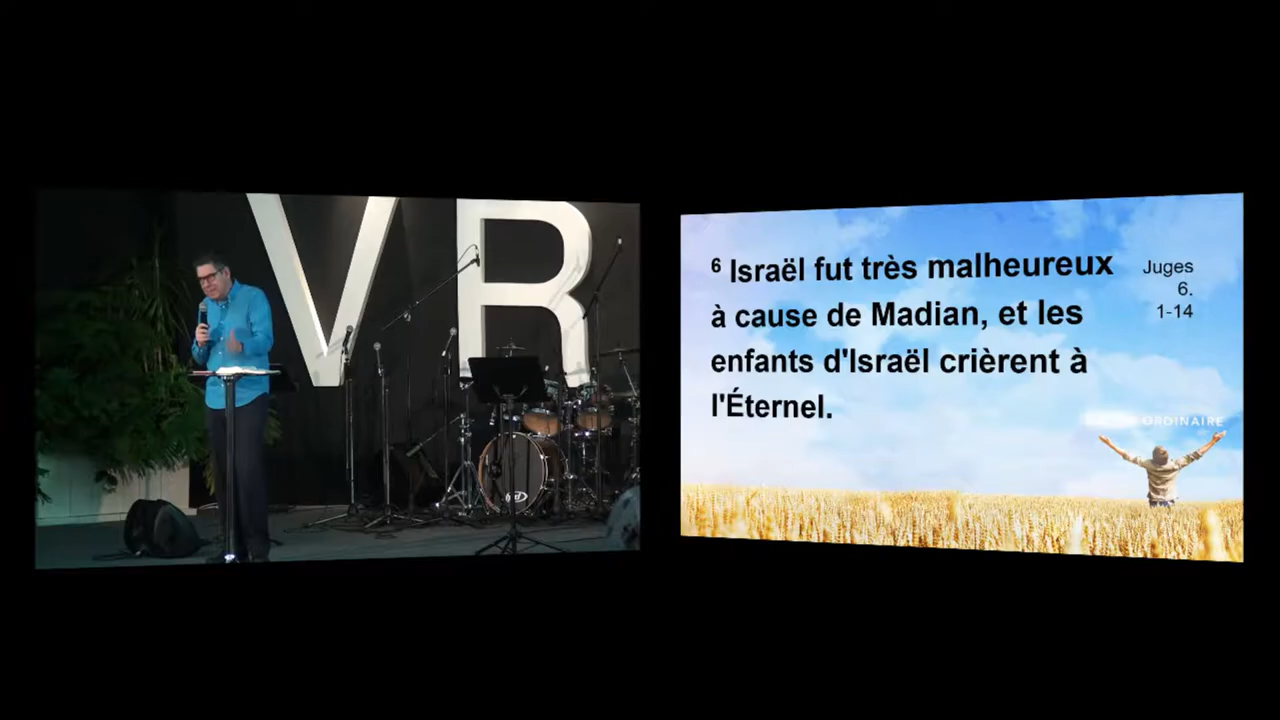 V R
⁶ Israël fut très malheureux
à cause de Madian, et les
enfants d'Israël crièrent à
l'Éternel.
Juges
6.
1-14
ORDINAIRE